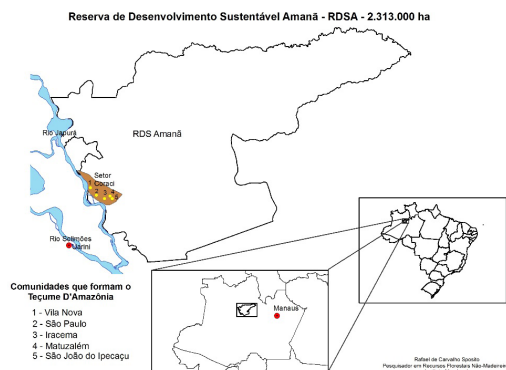 Reserva de Desenvolvimento Sustentável Amanã - RDSA - 2.313.000 ha
Rio Japurá
RDS Amanã
Setor
Coraci
1
2
3
4
5
Rio Solimões
Jarini
Comunidades que formam o
Teçume D'Amazônia
1 - Vila Nova
2 - São Paulo
3 - Iracema
4 - Matuzalém
5 - São João do Ipecaçu
Manaus
Rafael de Carvalho Sposito
Pesquisador em Recursos Florestais Não-Madeireir